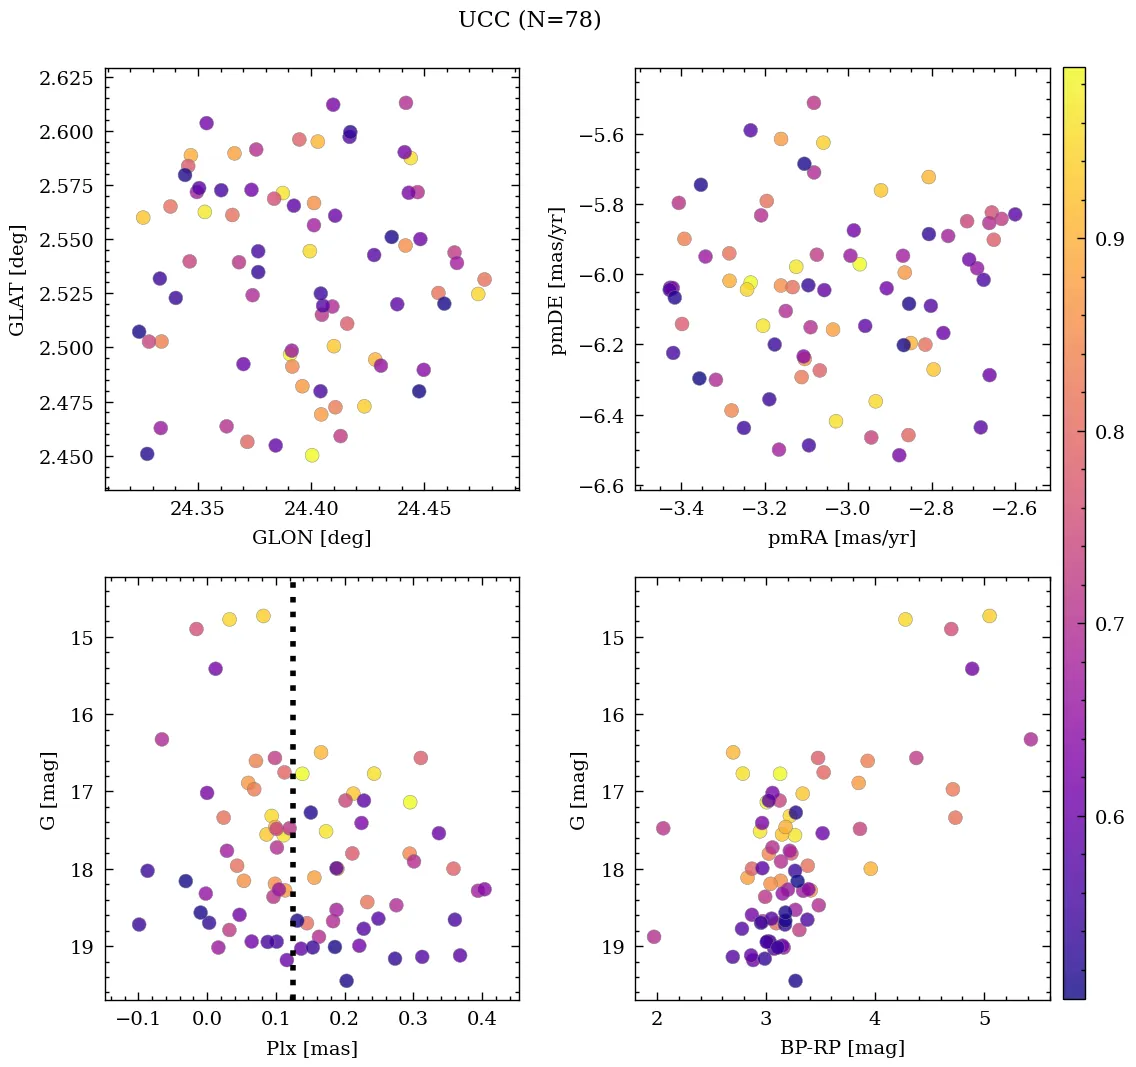 UCC (N=78)
2.625
2.600
2.575
2.550
2.525
2.500
2.475
2.450
GLAT [deg]
24.35 24.40 24.45
GLON [deg]
−5.6
−5.8
−6.0
−6.2
−6.4
−6.6
pmDE [mas/yr]
−3.4 −3.2 −3.0 −2.8 −2.6
pmRA [mas/yr]
15
16
17
18
19
G [mag]
−0.1 0.0 0.1 0.2 0.3 0.4
Plx [mas]
15
16
17
18
19
G [mag]
2 3 4 5
BP-RP [mag]
0.9
0.8
0.7
0.6